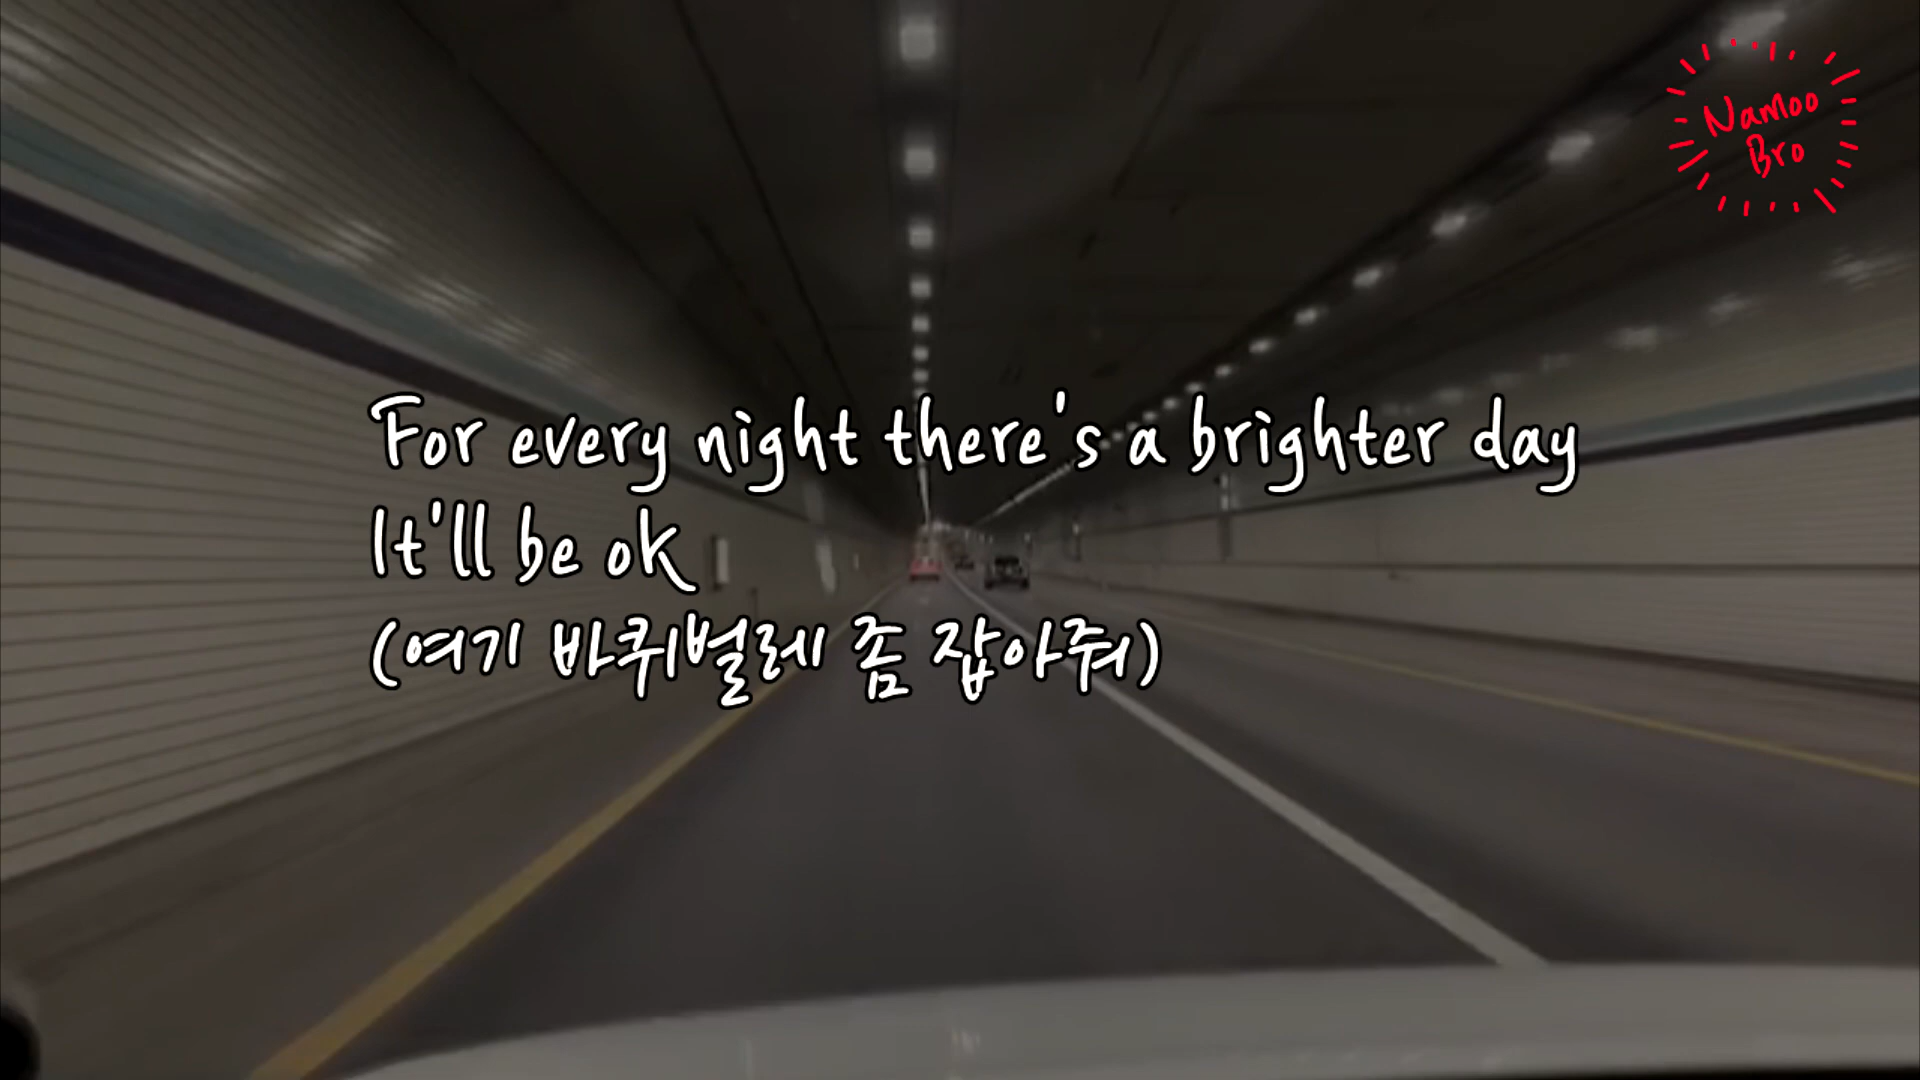 Namoo
Bro
For every night there's a brighter day
It'll be ok
(여기 바퀴벌레 좀 잡아줘)